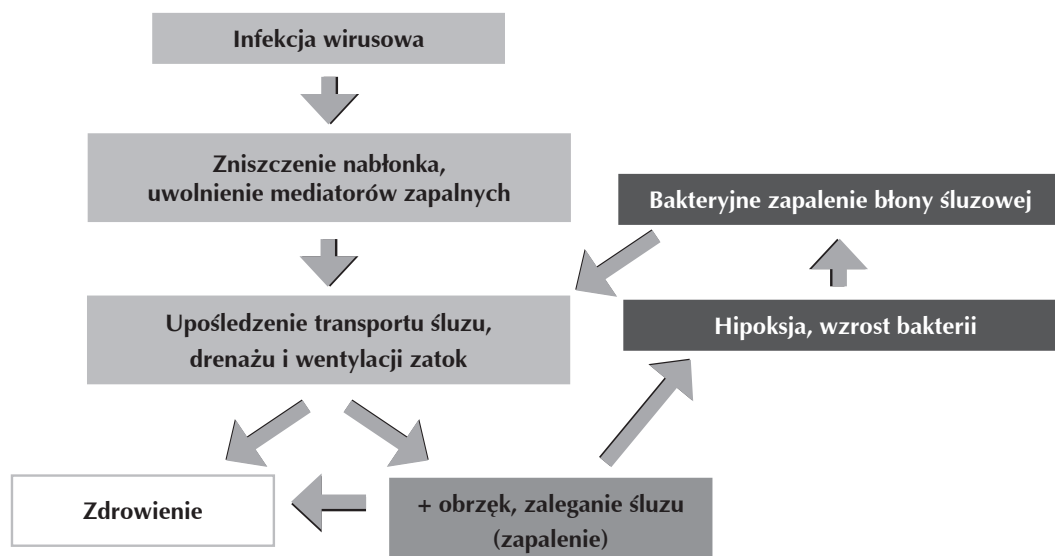 Infekcja wirusowa
Zniszczenie nabłonka,
uwolnienie mediatorów zapalnych
Bakteryjne zapalenie błony śluzowej
Upośledzenie transportu śluzu,
drenażu i wentylacji zatok
Hipoksja, wzrost bakterii
Zdrowienie
+ obrzęk, zaleganie śluzu
(zapalenie)